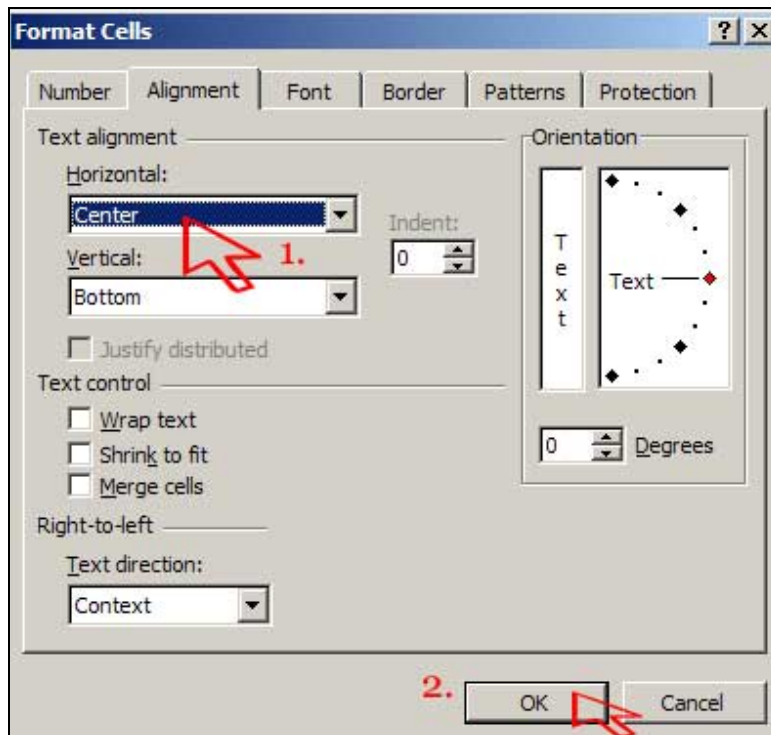 Format Cells
Number Alignment Font Border Patterns Protection
Text alignment
Horizontal:
Center
1.
Indent:
0
Vertical:
Bottom
Justify distributed
Text control
Wrap text
Shrink to fit
Merge cells
Right-to-left
Text direction:
Context
Orientation
T
e
x
t
Text
0 Degrees
2.
OK Cancel